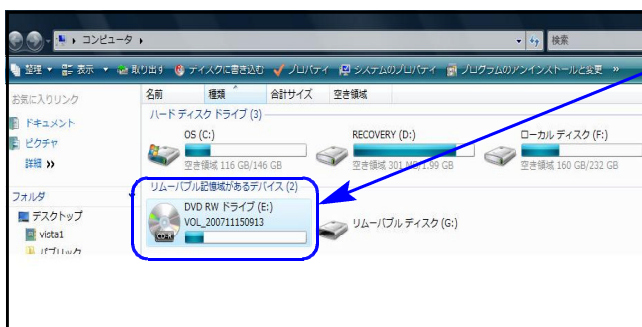 コンピュータ
検索
整理 表示 取り出す ディスクに書き込む プロパティ システムのプロパティ プログラムのアンインストールと変更 »
お気に入りリンク
ドキュメント
ピクチャ
詳細 »
フォルダ
デスクトップ
vista1
パブリック
名前 種類 合計サイズ 空き領域
ハード ディスク ドライブ (3)
OS (C:)
空き領域 116 GB/146 GB
RECOVERY (D:)
空き領域 301 MB/1.99 GB
ローカル ディスク (F:)
空き領域 160 GB/232 GB
リムーバブル記憶域があるデバイス (2)
DVD RW ドライブ (E:)
VOL_200711150913
CD-R
リムーバブル ディスク (G:)